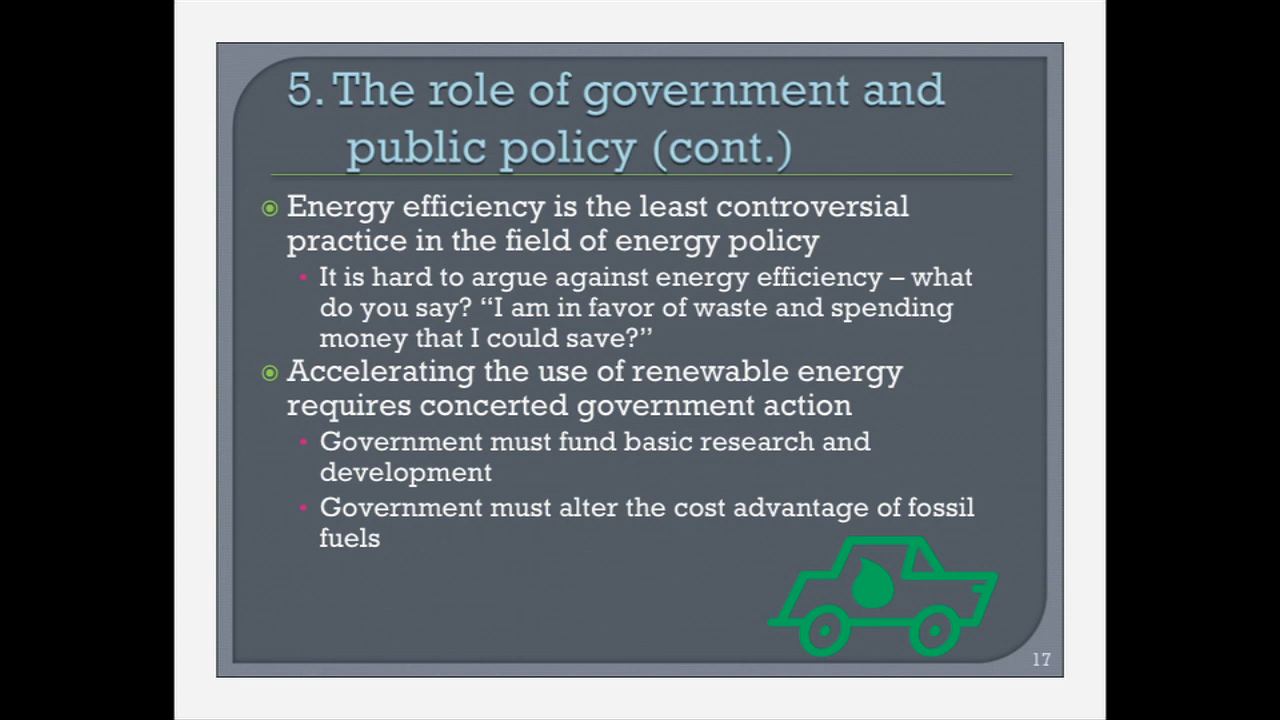 5. The role of government and
public policy (cont.)
Energy efficiency is the least controversial
practice in the field of energy policy
It is hard to argue against energy efficiency – what
do you say? “I am in favor of waste and spending
money that I could save?”
Accelerating the use of renewable energy
requires concerted government action
Government must fund basic research and
development
Government must alter the cost advantage of fossil
fuels
17